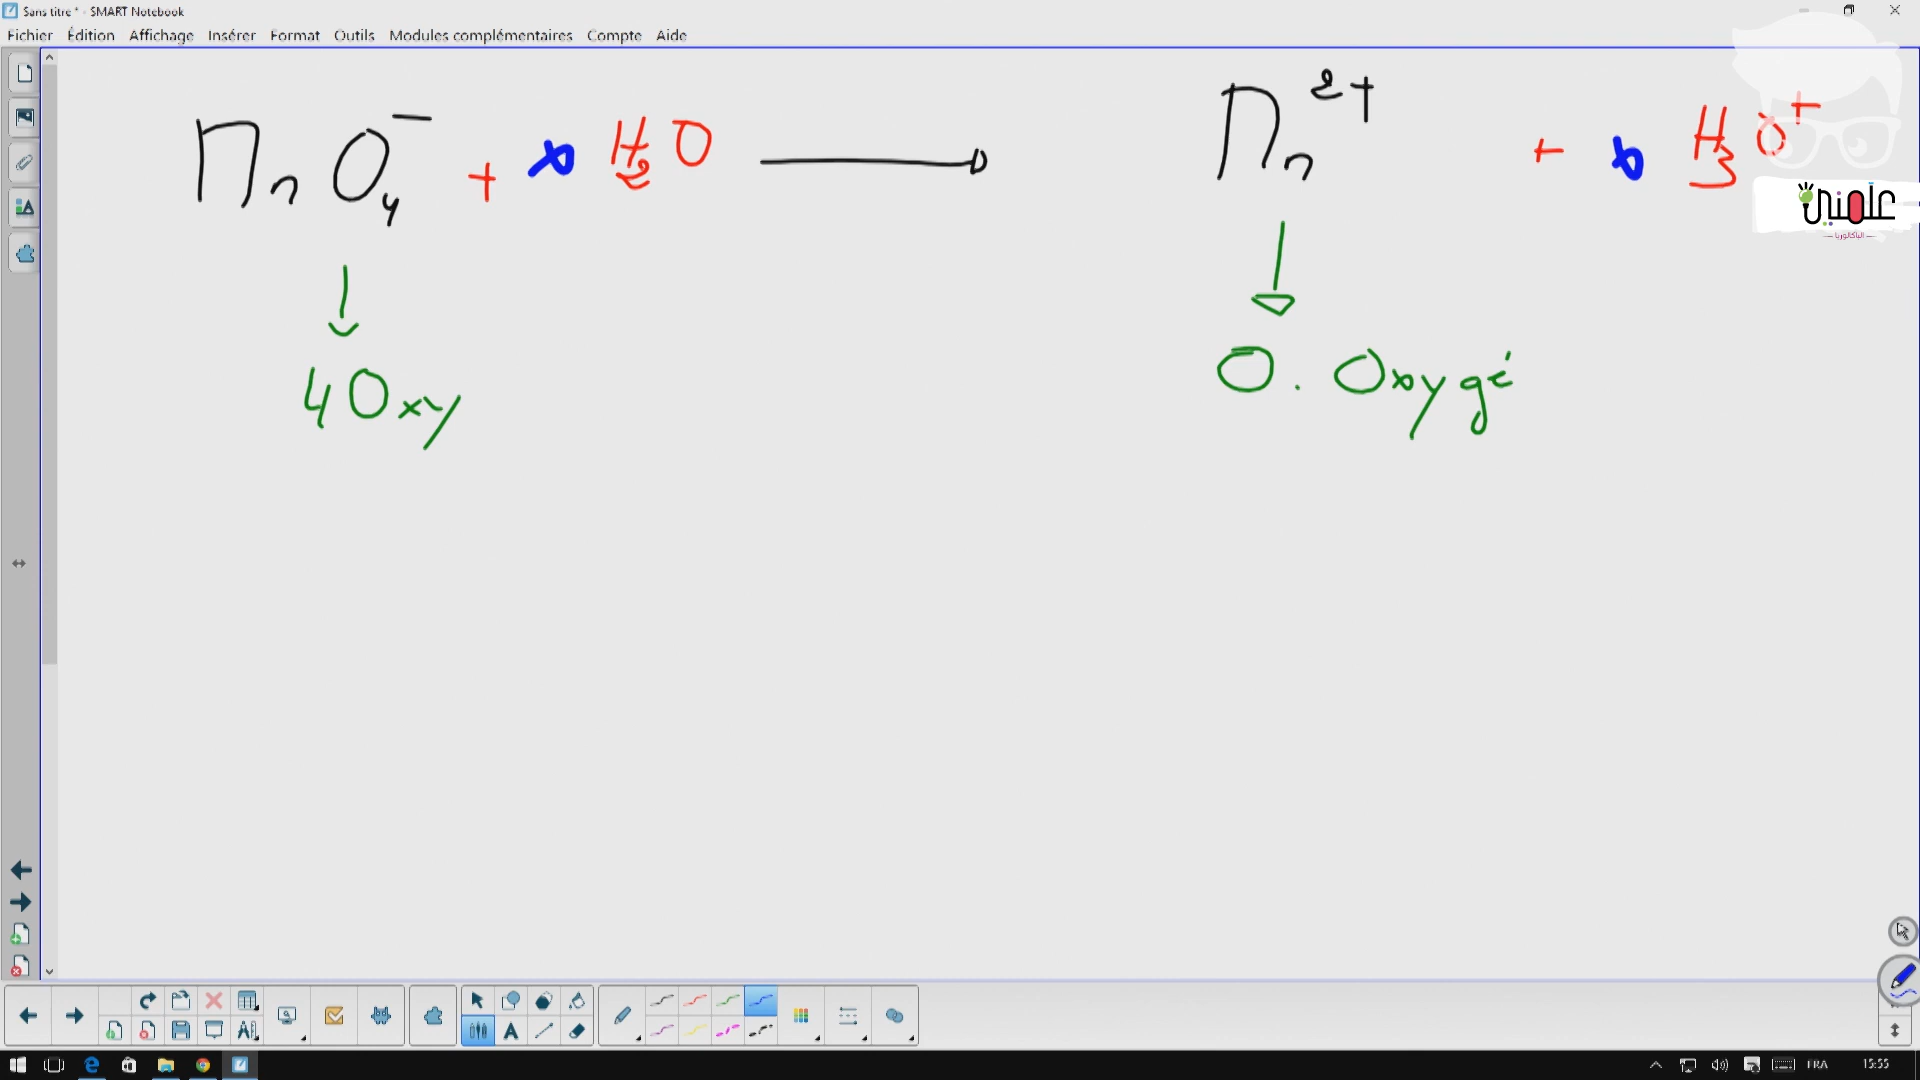 Sans titre * - SMART Notebook
Fichier Édition Affichage Insérer Format Outils Modules complémentaires Compte Aide
MnO₄⁻ + x H₂O → Mn²⁺ + x H₃O⁺
علمني
الباكالوريا
4 Oxy
0. Oxygé
FRA
15:55